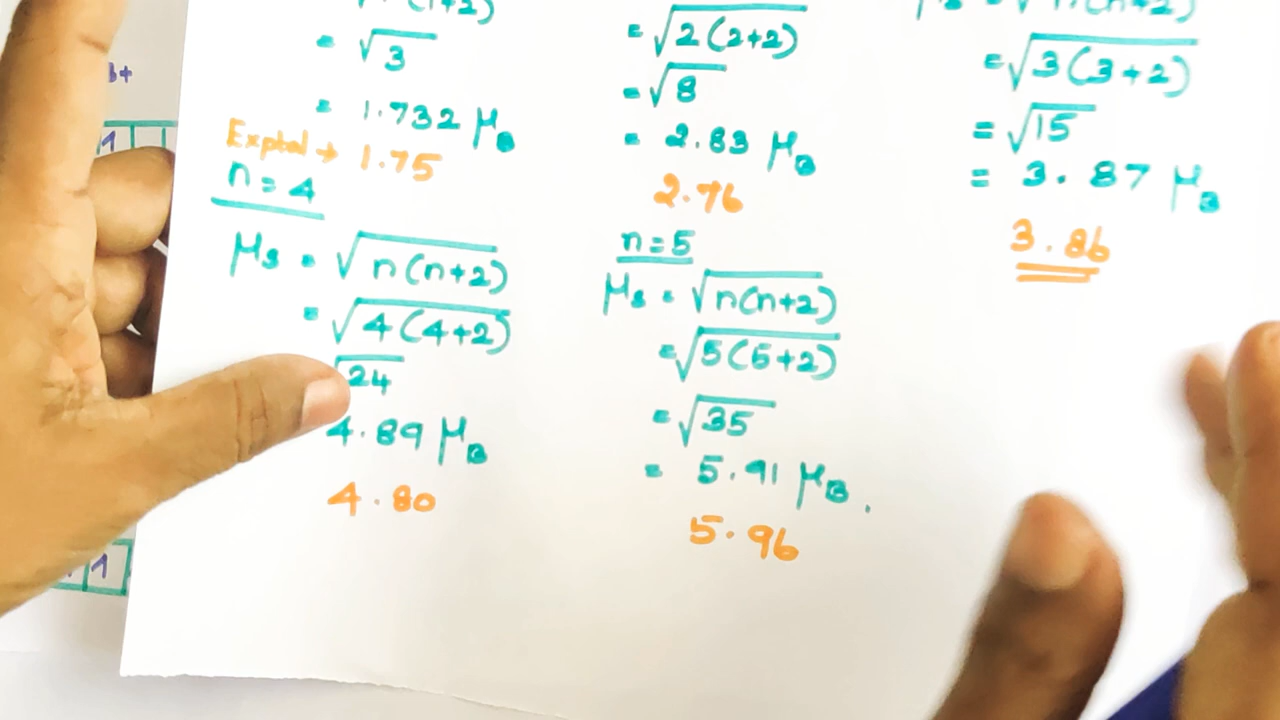 = √3
= 1.732 μB
Exptal → 1.75
= √2(2+2)
= √8
= 2.83 μB
2.76
= √3(3+2)
= √15
= 3.87 μB
3.86
n = 4
μs = √n(n+2)
= √4(4+2)
√24
4.89 μB
4.80
n = 5
μs = √n(n+2)
= √5(5+2)
= √35
= 5.91 μB.
5.96